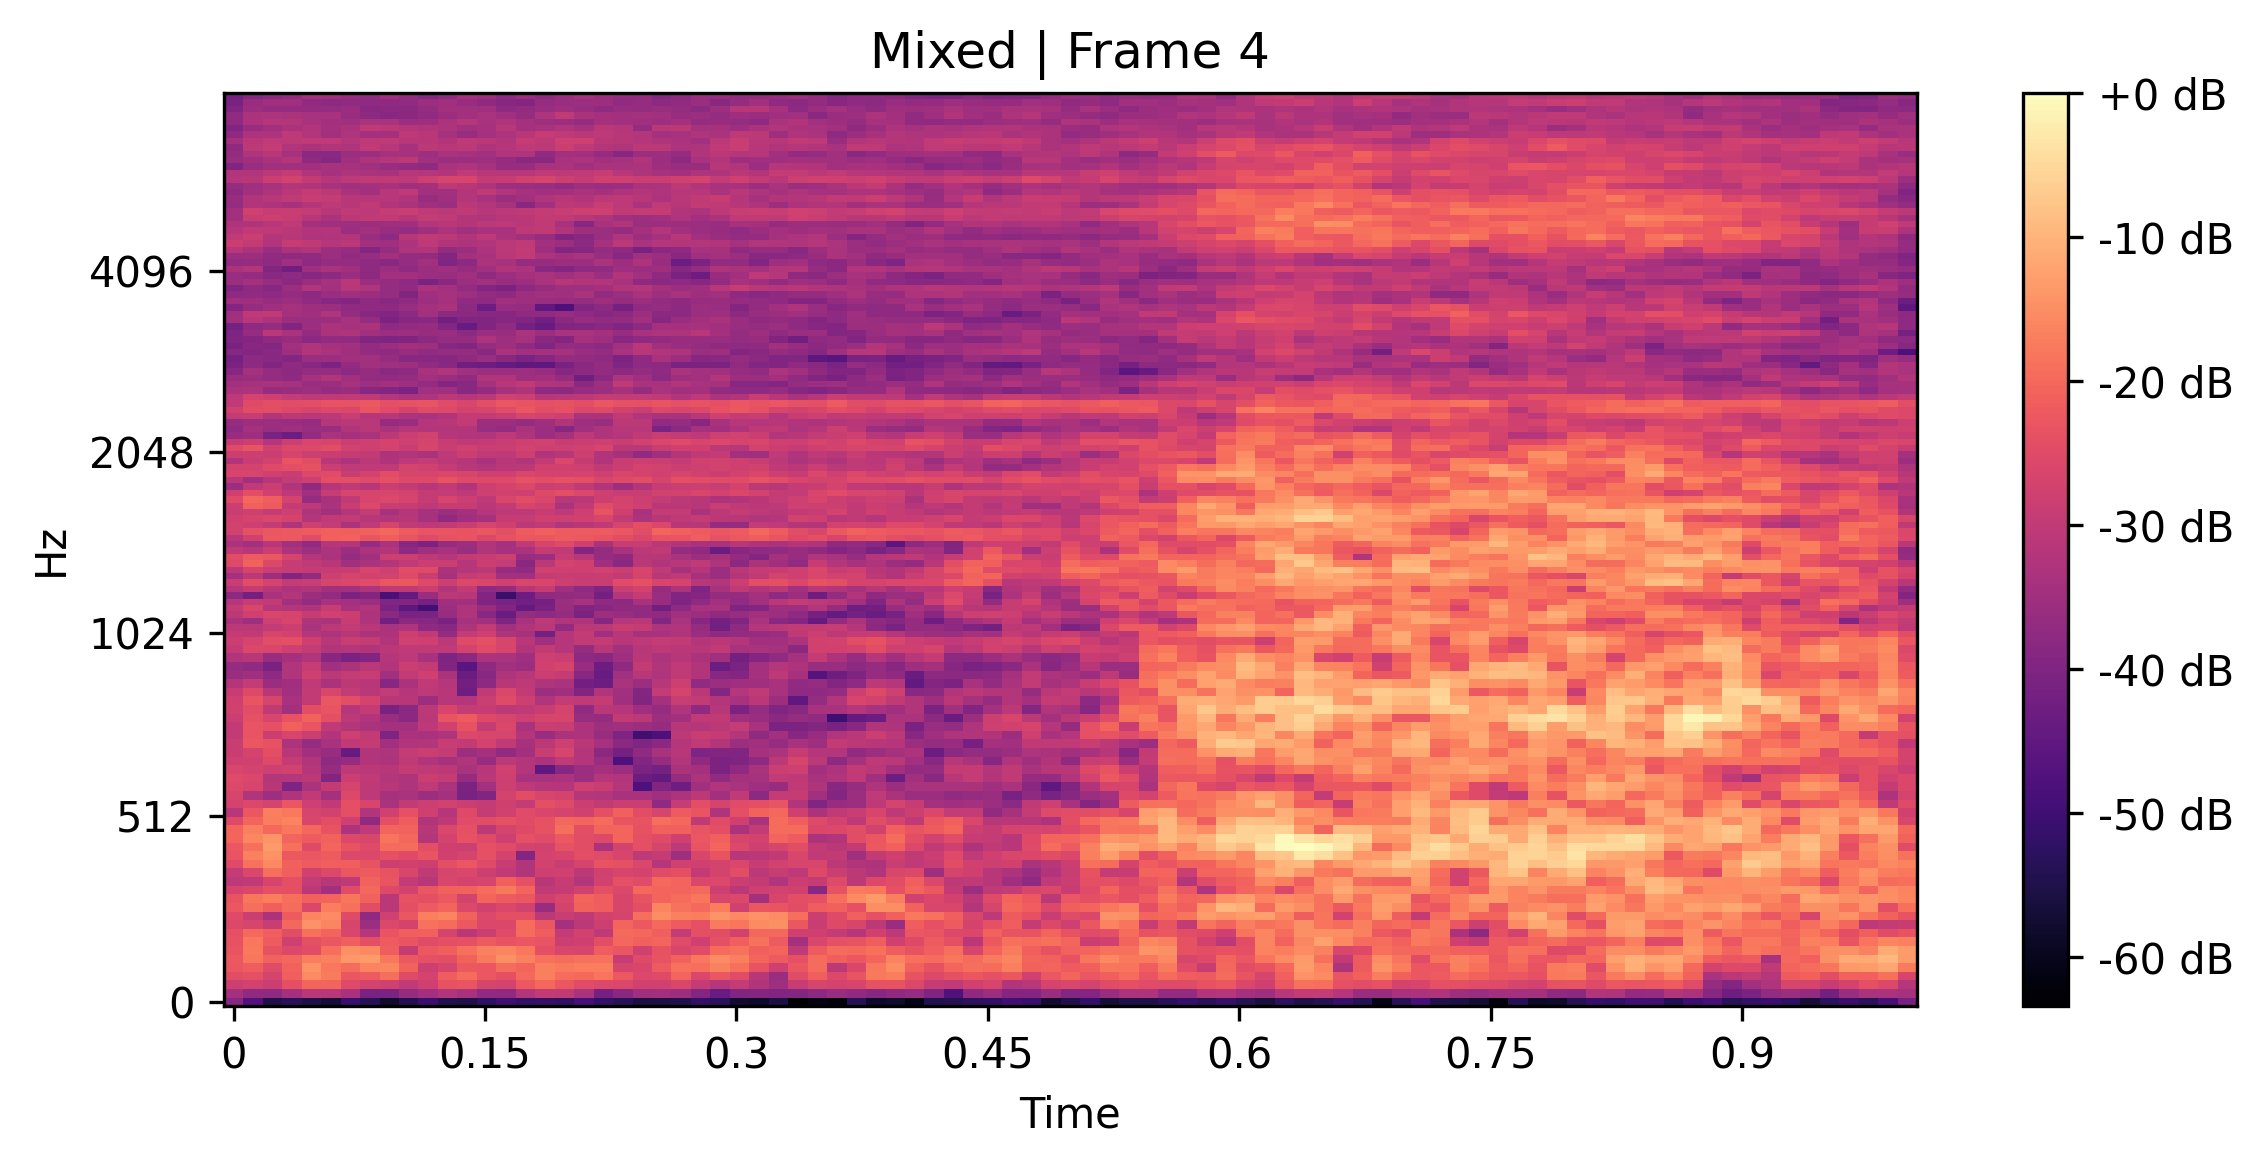 Mixed | Frame 4
Hz
4096
2048
1024
512
0
0 0.15 0.3 0.45 0.6 0.75 0.9
Time
+0 dB
-10 dB
-20 dB
-30 dB
-40 dB
-50 dB
-60 dB